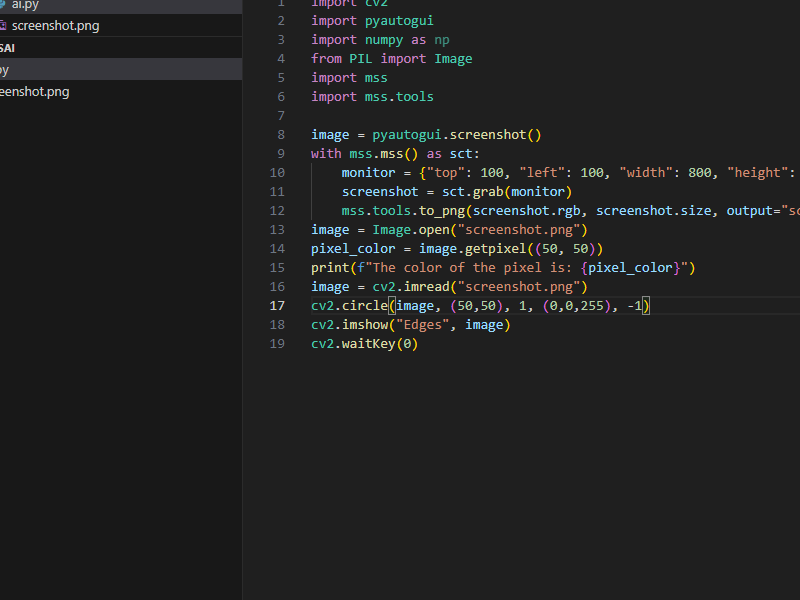 ai.py
screenshot.png
SAI
py
eenshot.png
1 import cv2
2 import pyautogui
3 import numpy as np
4 from PIL import Image
5 import mss
6 import mss.tools
7
8 image = pyautogui.screenshot()
9 with mss.mss() as sct:
10 monitor = {"top": 100, "left": 100, "width": 800, "height":
11 screenshot = sct.grab(monitor)
12 mss.tools.to_png(screenshot.rgb, screenshot.size, output="sc
13 image = Image.open("screenshot.png")
14 pixel_color = image.getpixel((50, 50))
15 print(f"The color of the pixel is: {pixel_color}")
16 image = cv2.imread("screenshot.png")
17 cv2.circle(image, (50,50), 1, (0,0,255), -1)
18 cv2.imshow("Edges", image)
19 cv2.waitKey(0)